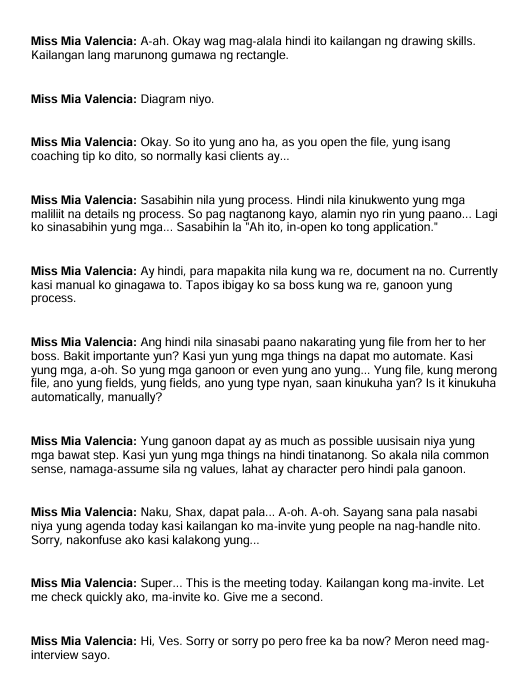 Miss Mia Valencia: A-ah. Okay wag mag-alala hindi ito kailangan ng drawing skills.
Kailangan lang marunong gumawa ng rectangle.
Miss Mia Valencia: Diagram niyo.
Miss Mia Valencia: Okay. So ito yung ano ha, as you open the file, yung isang
coaching tip ko dito, so normally kasi clients ay...
Miss Mia Valencia: Sasabihin nila yung process. Hindi nila kinukwento yung mga
maliliit na details ng process. So pag nagtanong kayo, alamin nyo rin yung paano... Lagi
ko sinasabihin yung mga... Sasabihin la "Ah ito, in-open ko tong application."
Miss Mia Valencia: Ay hindi, para mapakita nila kung wa re, document na no. Currently
kasi manual ko ginagawa to. Tapos ibigay ko sa boss kung wa re, ganoon yung
process.
Miss Mia Valencia: Ang hindi nila sinasabi paano nakarating yung file from her to her
boss. Bakit importante yun? Kasi yun yung mga things na dapat mo automate. Kasi
yung mga, a-oh. So yung mga ganoon or even yung ano yung... Yung file, kung merong
file, ano yung fields, yung fields, ano yung type nyan, saan kinukuha yan? Is it kinukuha
automatically, manually?
Miss Mia Valencia: Yung ganoon dapat ay as much as possible uusisain niya yung
mga bawat step. Kasi yun yung mga things na hindi tinatanong. So akala nila common
sense, namaga-assume sila ng values, lahat ay character pero hindi pala ganoon.
Miss Mia Valencia: Naku, Shax, dapat pala... A-oh. A-oh. Sayang sana pala nasabi
niya yung agenda today kasi kailangan ko ma-invite yung people na nag-handle nito.
Sorry, nakonfuse ako kasi kalakong yung...
Miss Mia Valencia: Super... This is the meeting today. Kailangan kong ma-invite. Let
me check quickly ako, ma-invite ko. Give me a second.
Miss Mia Valencia: Hi, Ves. Sorry or sorry po pero free ka ba now? Meron need mag-
interview sayo.